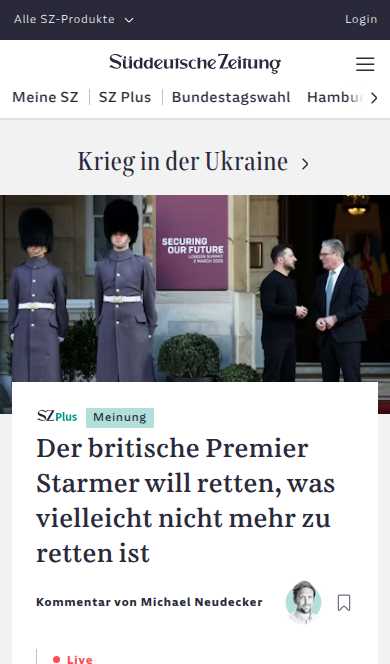 Alle SZ-Produkte
Login
Süddeutsche Zeitung
Meine SZ
SZ Plus
Bundestagswahl
Hambu
Krieg in der Ukraine
SECURING
OUR FUTURE
LONDON SUMMIT
2 MARCH 2025
SZ Plus
Meinung
Der britische Premier
Starmer will retten, was
vielleicht nicht mehr zu
retten ist
Kommentar von Michael Neudecker
Live